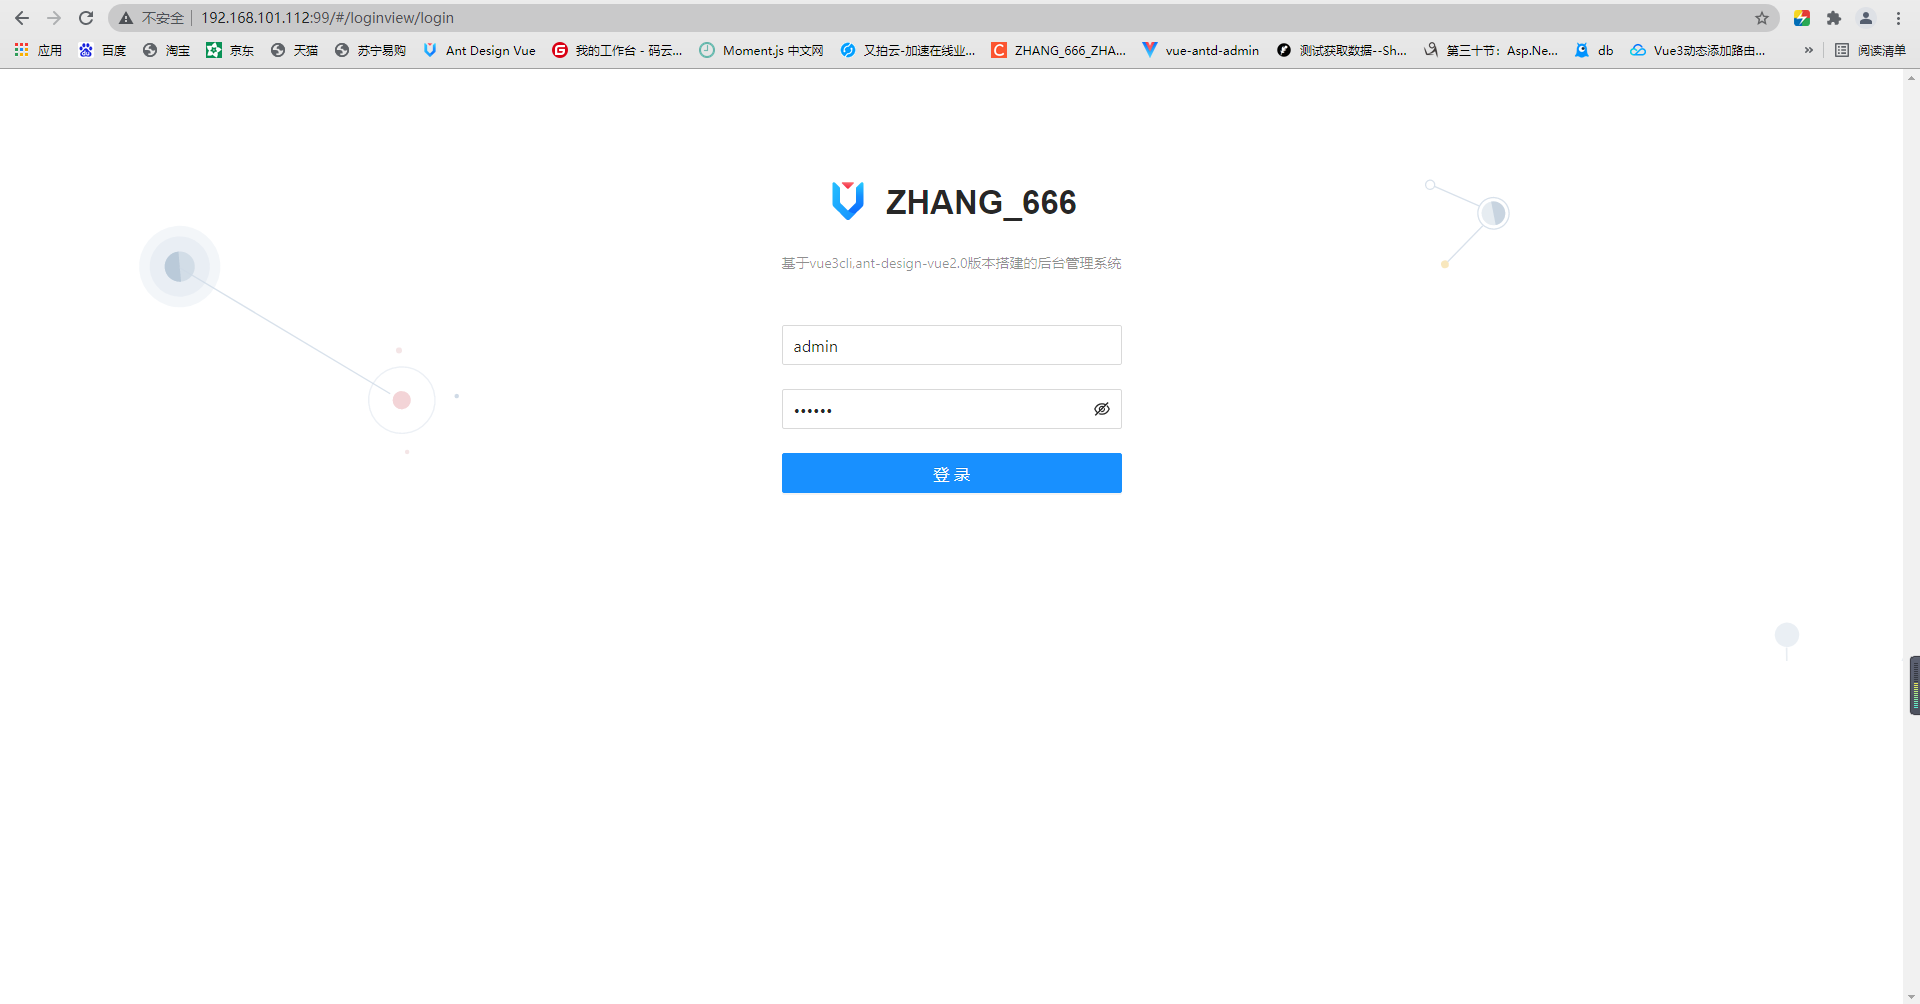 不安全 192.168.101.112:99/#/loginview/login
应用 百度 淘宝 京东 天猫 苏宁易购 Ant Design Vue 我的工作台 - 码云... Moment.js 中文网 又拍云-加速在线业... ZHANG_666_ZHA... vue-antd-admin 测试获取数据--Sh... 第三十节：Asp.Ne... db Vue3动态添加路由... » 阅读清单
ZHANG_666
基于vue3cli,ant-design-vue2.0版本搭建的后台管理系统
admin
••••••
登 录